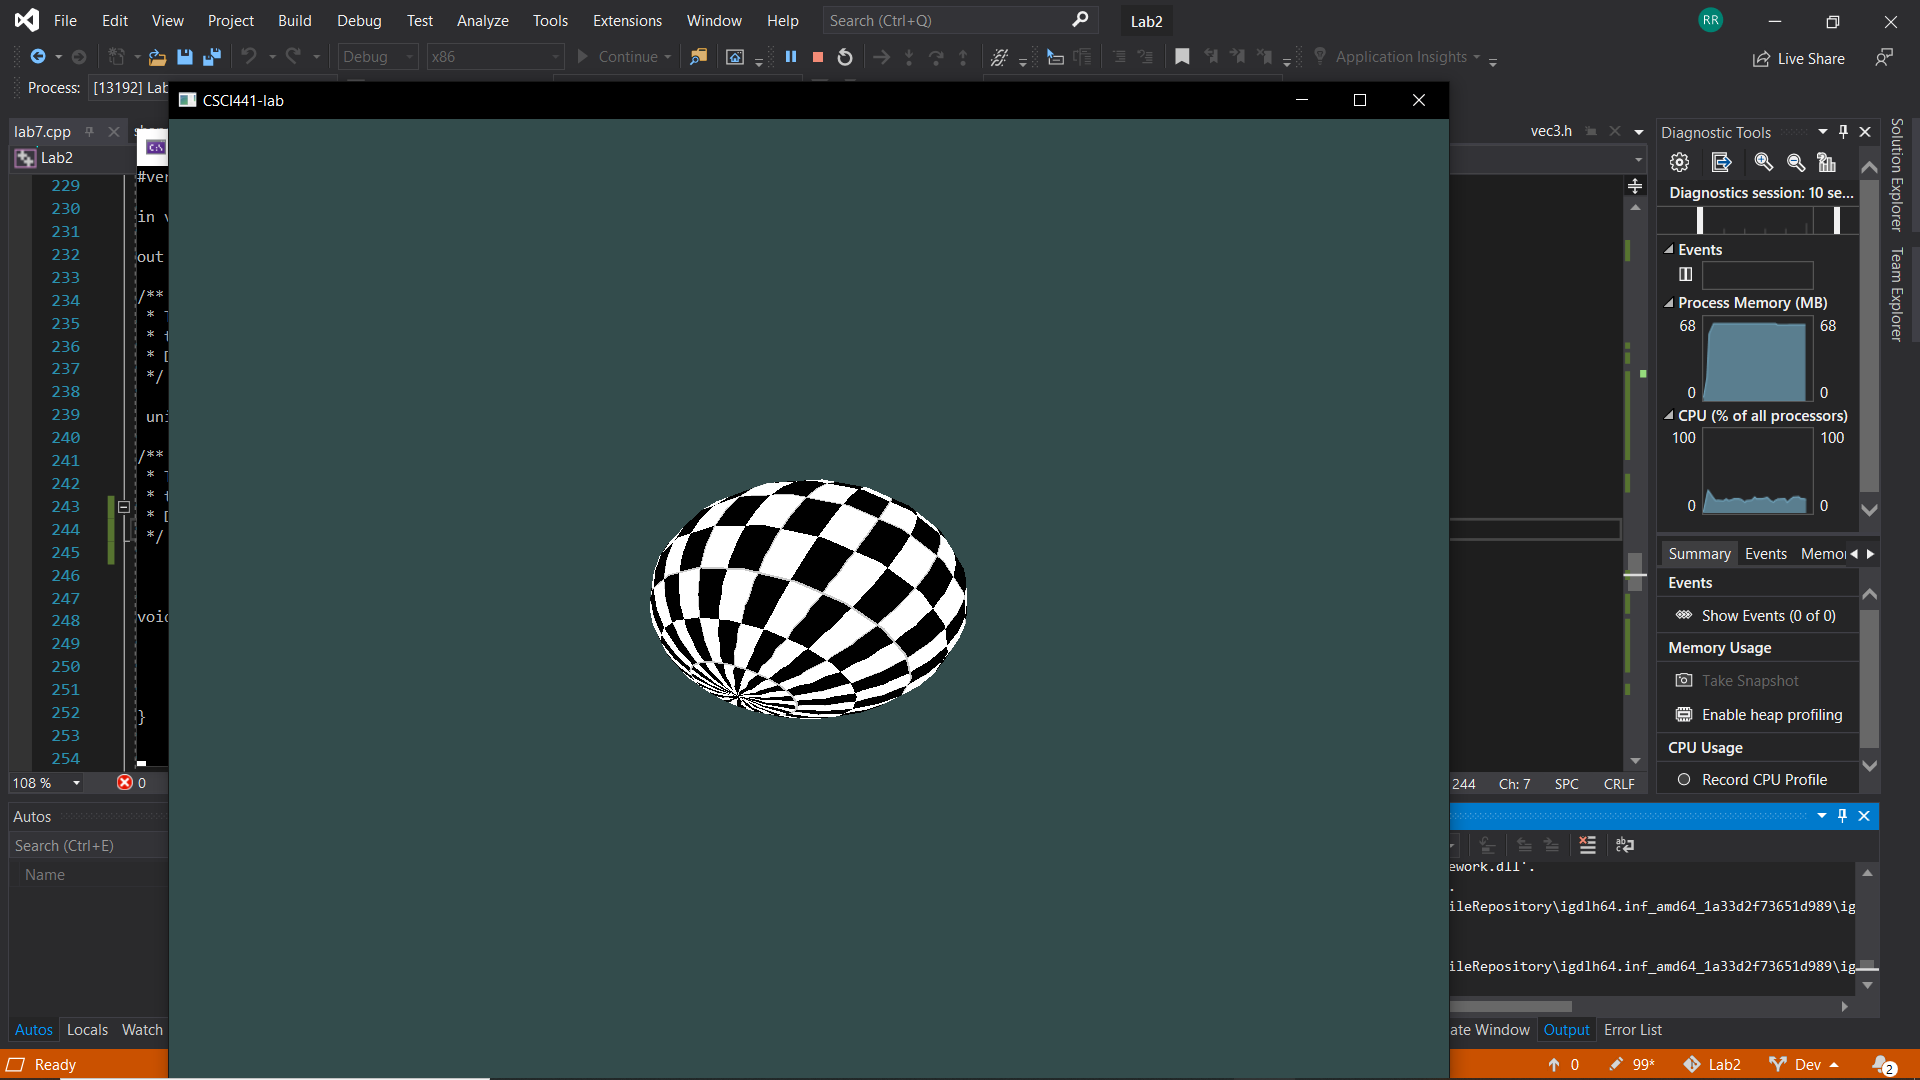 File Edit View Project Build Debug Test Analyze Tools Extensions Window Help Search (Ctrl+Q) Lab2 RR
Debug x86 Continue Application Insights Live Share
Process: [13192] Lab
CSCI441-lab
lab7.cpp vec3.h
Lab2
229
230
231
232
233
234
235
236
237
238
239
240
241
242
243
244
245
246
247
248
249
250
251
252
253
254
C:\
#ver
in v
out
/**
*
*
*
*/
uni
/**
*
*
*
*/
voic
}
108 % 0
244 Ch: 7 SPC CRLF
Diagnostic Tools
Diagnostics session: 10 se...
Events
Process Memory (MB)
68 68
0 0
CPU (% of all processors)
100 100
0 0
Summary Events Memor
Events
Show Events (0 of 0)
Memory Usage
Take Snapshot
Enable heap profiling
CPU Usage
Record CPU Profile
Solution Explorer
Team Explorer
Autos
Search (Ctrl+E)
Name
Autos Locals Watch
ework.dll'.
.
ileRepository\igdlh64.inf_amd64_1a33d2f73651d989\ig
ileRepository\igdlh64.inf_amd64_1a33d2f73651d989\ig
ate Window Output Error List
Ready 0 99* Lab2 Dev 2